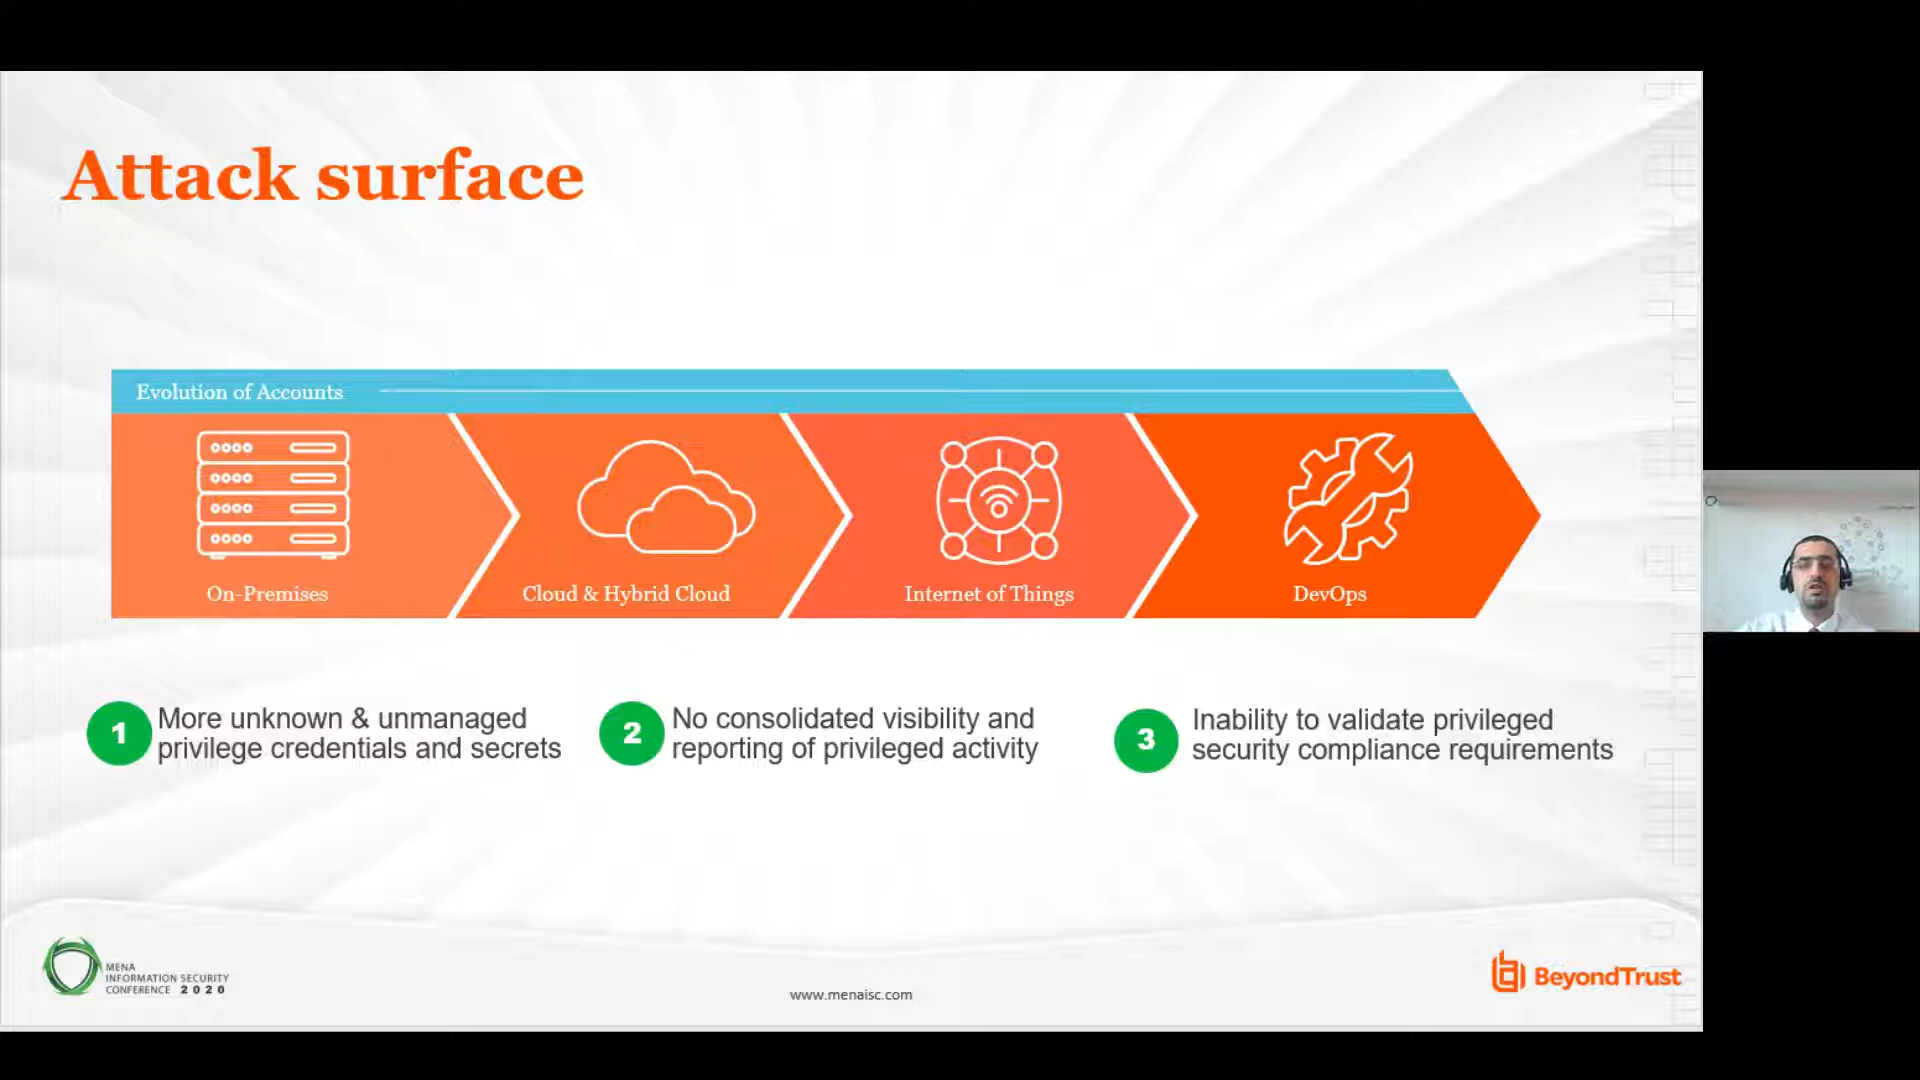 Attack surface
Evolution of Accounts
On-Premises
Cloud & Hybrid Cloud
Internet of Things
DevOps
1
More unknown & unmanaged
privilege credentials and secrets
2
No consolidated visibility and
reporting of privileged activity
3
Inability to validate privileged
security compliance requirements
MENA
INFORMATION SECURITY
CONFERENCE 2020
www.menaisc.com
BeyondTrust